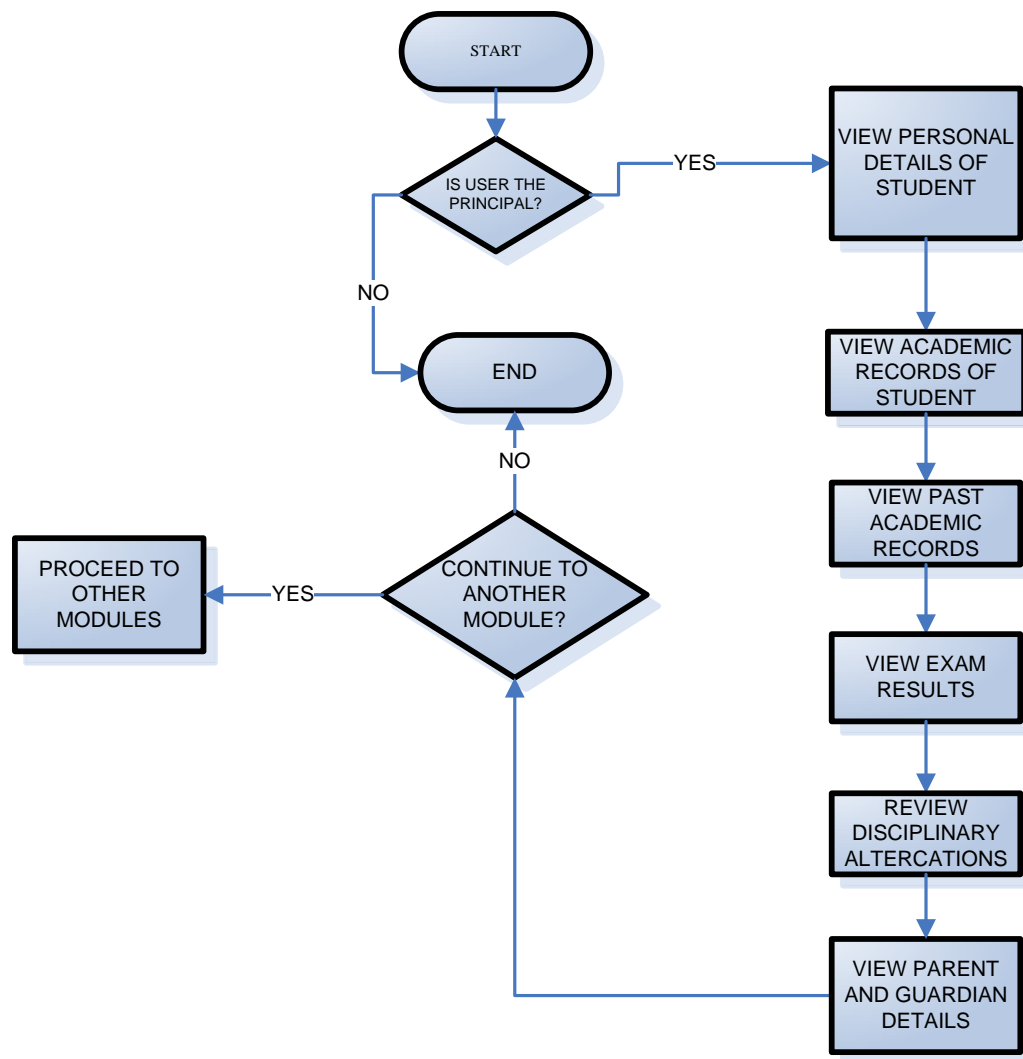 START
IS USER THE
PRINCIPAL?
YES
VIEW PERSONAL
DETAILS OF
STUDENT
NO
END
VIEW ACADEMIC
RECORDS OF
STUDENT
NO
VIEW PAST
ACADEMIC
RECORDS
PROCEED TO
OTHER
MODULES
YES
CONTINUE TO
ANOTHER
MODULE?
VIEW EXAM
RESULTS
REVIEW
DISCIPLINARY
ALTERCATIONS
VIEW PARENT
AND GUARDIAN
DETAILS